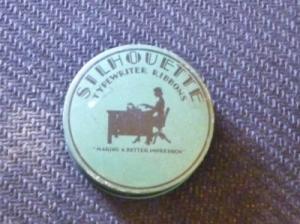 SILHOUETTE
TYPEWRITER RIBBONS
"MAKING A BETTER IMPRESSION"